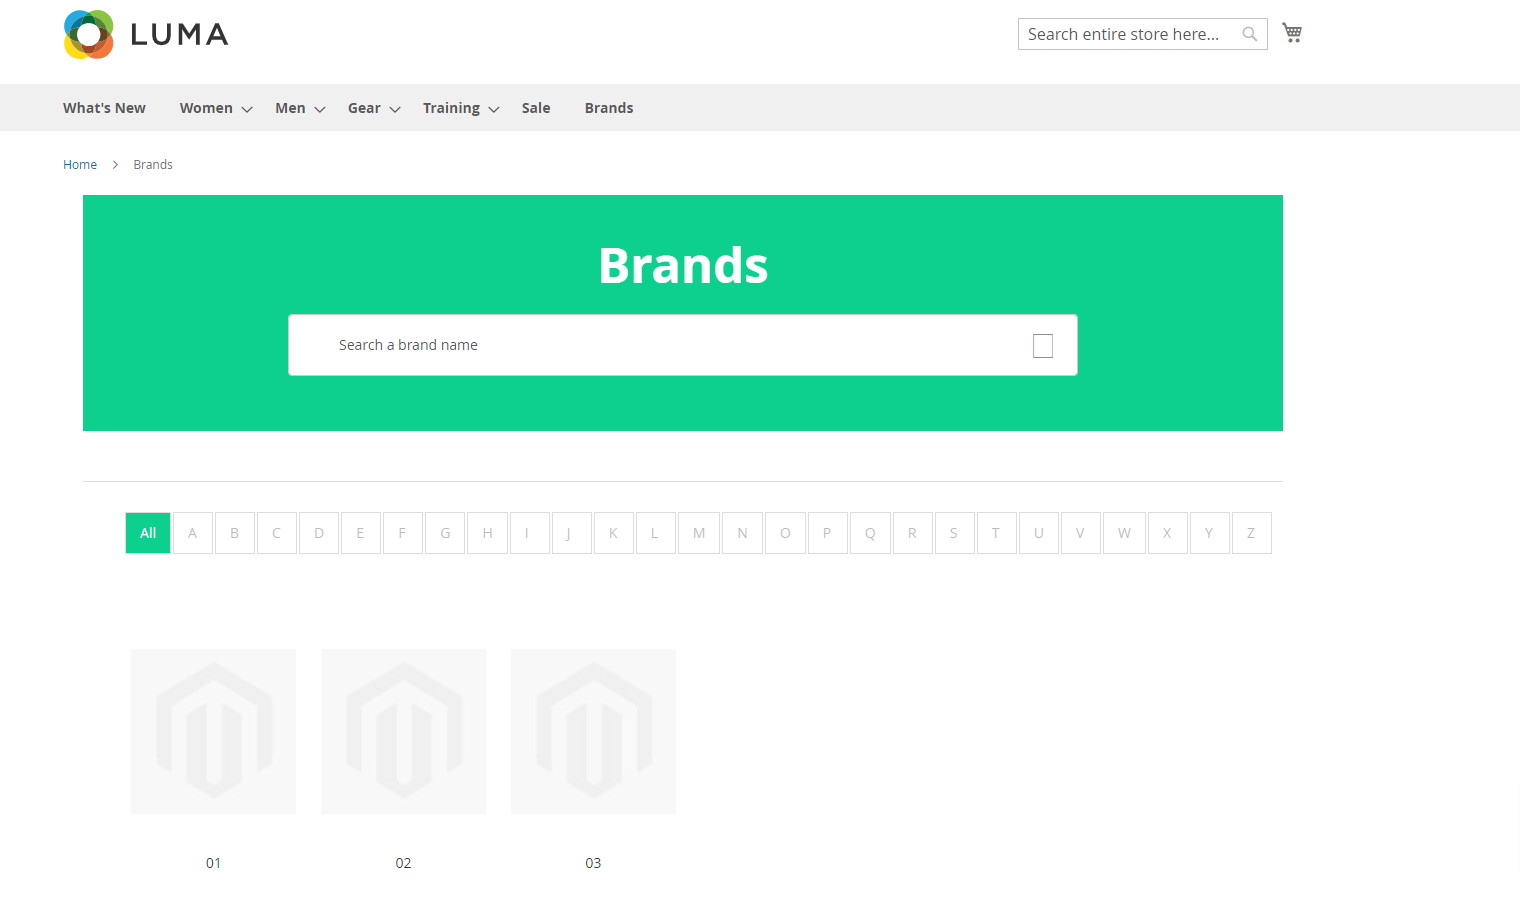 LUMA
Search entire store here...
What's New Women Men Gear Training Sale Brands
Home Brands
Brands
Search a brand name
All A B C D E F G H I J K L M N O P Q R S T U V W X Y Z
01 02 03